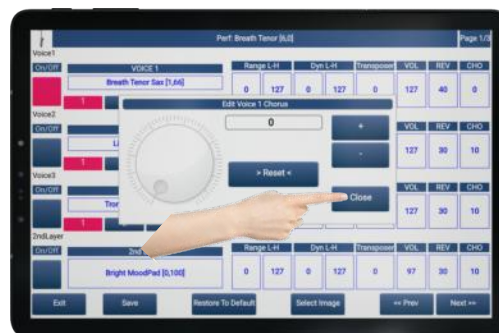 Perf: Breath Tenor [6,0]
Page 1/3
Voice1
On/Off VOICE 1 Range L-H Dyn L-H Transposer VOL REV CHO
Breath Tenor Sax [1,66] 0 127 0 127 0 127 40 0
1
Edit Voice 1 Chorus
0
+
-
> Reset <
Close
Voice2
On/Off VOL REV CHO
127 30 10
1
Voice3
On/Off VOL REV CHO
127 30 10
1
2ndLayer
On/Off Range L-H Dyn L-H Transposer VOL REV CHO
Bright MoodPad [0,100] 0 127 0 127 0 97 30 10
Exit Save Restore To Default Select Image << Prev Next >>